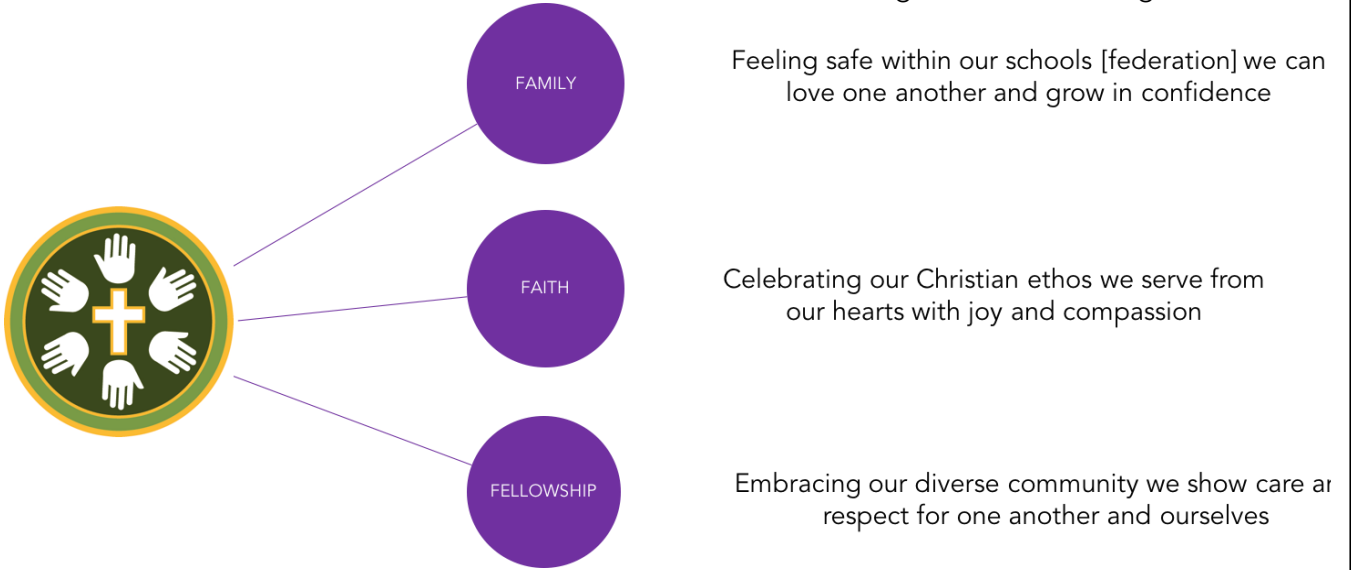 FAMILY
Feeling safe within our schools [federation] we can
love one another and grow in confidence
FAITH
Celebrating our Christian ethos we serve from
our hearts with joy and compassion
FELLOWSHIP
Embracing our diverse community we show care
respect for one another and ourselves